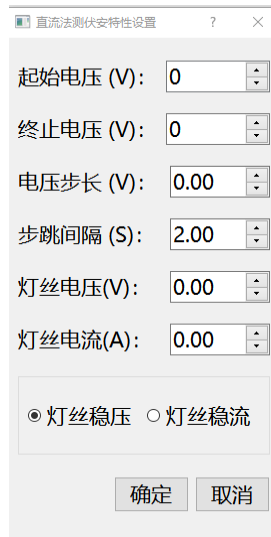 直流法测伏安特性设置 ? ×
起始电压 (V): 0
终止电压 (V): 0
电压步长 (V): 0.00
步跳间隔 (S): 2.00
灯丝电压(V): 0.00
灯丝电流(A): 0.00
灯丝稳压 灯丝稳流
确定 取消